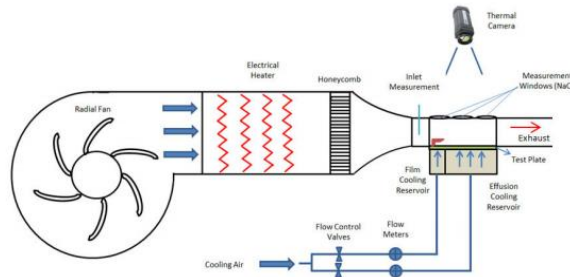 Thermal
Camera
Electrical
Heater
Honeycomb
Inlet
Measurement
Measurement
Windows (NaC
Radial Fan
Exhaust
Test Plate
Film
Cooling
Reservoir
Effusion
Cooling
Reservoir
Flow Control
Valves
Flow
Meters
Cooling Air